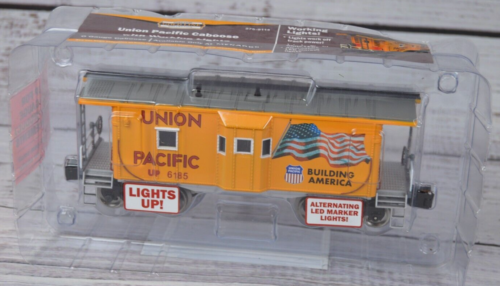 Union Pacific Caboose
Working
Lights!
UNION
PACIFIC
UP 6185
BUILDING
AMERICA
LIGHTS
UP!
ALTERNATING
LED MARKER
LIGHTS!